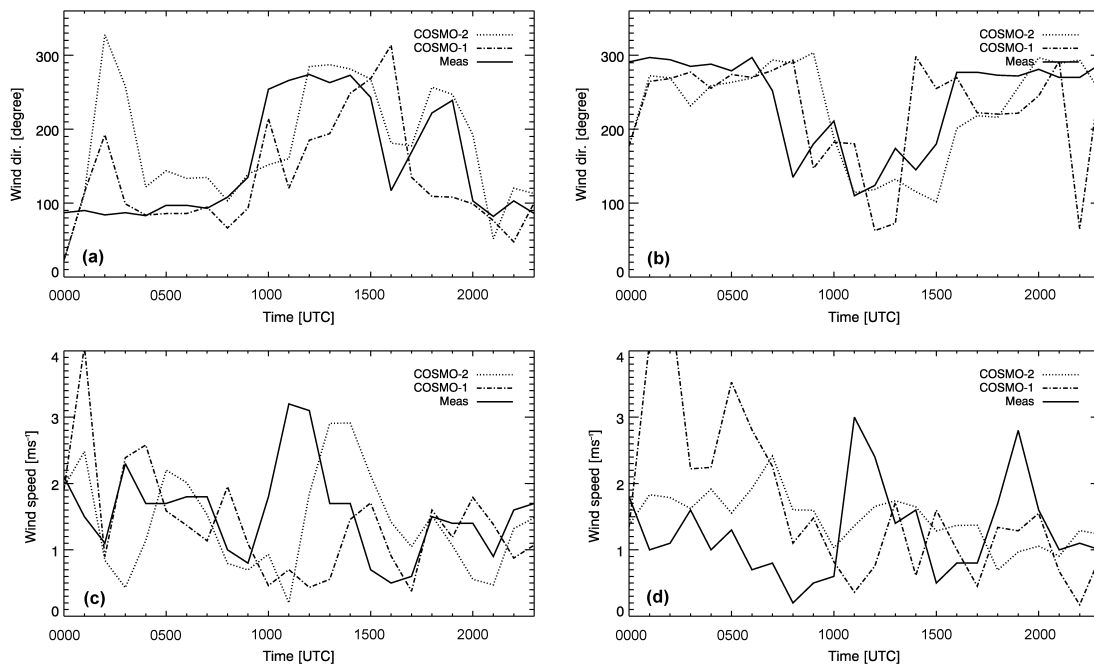 300
200
100
0
Wind dir. [degree]
COSMO-2
COSMO-1
Meas
(a)
0000 0500 1000 1500 2000
Time [UTC]
300
200
100
0
Wind dir. [degree]
COSMO-2
COSMO-1
Meas
(b)
0000 0500 1000 1500 2000
Time [UTC]
4
3
2
1
0
Wind speed [ms⁻¹]
COSMO-2
COSMO-1
Meas
(c)
0000 0500 1000 1500 2000
Time [UTC]
4
3
2
1
0
Wind speed [ms⁻¹]
COSMO-2
COSMO-1
Meas
(d)
0000 0500 1000 1500 2000
Time [UTC]